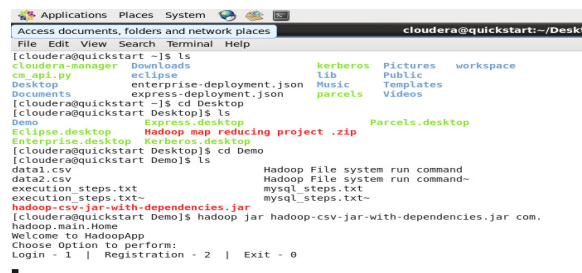 Applications Places System
Access documents, folders and network places cloudera@quickstart:~/Deskt
File Edit View Search Terminal Help
[cloudera@quickstart ~]$ ls
cloudera-manager Downloads kerberos Pictures workspace
cm_api.py eclipse lib Public
Desktop enterprise-deployment.json Music Templates
Documents express-deployment.json parcels Videos
[cloudera@quickstart ~]$ cd Desktop
[cloudera@quickstart Desktop]$ ls
Demo Express.desktop Parcels.desktop
Eclipse.desktop Hadoop map reducing project .zip
Enterprise.desktop Kerberos.desktop
[cloudera@quickstart Desktop]$ cd Demo
[cloudera@quickstart Demo]$ ls
data1.csv Hadoop File system run command
data2.csv Hadoop File system run command~
execution_steps.txt mysql_steps.txt
execution_steps.txt~ mysql_steps.txt~
hadoop-csv-jar-with-dependencies.jar
[cloudera@quickstart Demo]$ hadoop jar hadoop-csv-jar-with-dependencies.jar com.
hadoop.main.Home
Welcome to HadoopApp
Choose Option to perform:
Login - 1 | Registration - 2 | Exit - 0